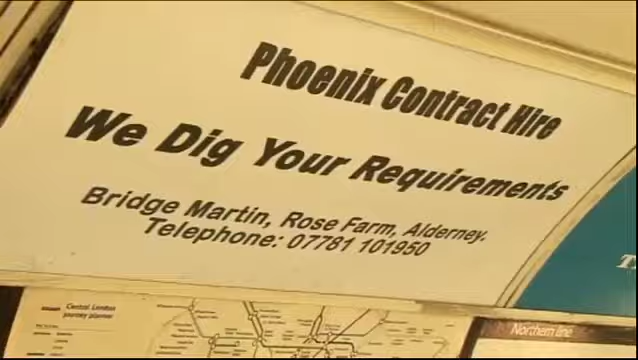 Phoenix Contract Hire
We Dig Your Requirements
Bridge Martin, Rose Farm, Alderney.
Telephone: 07781 101950
Central London
journey planner
Northern line